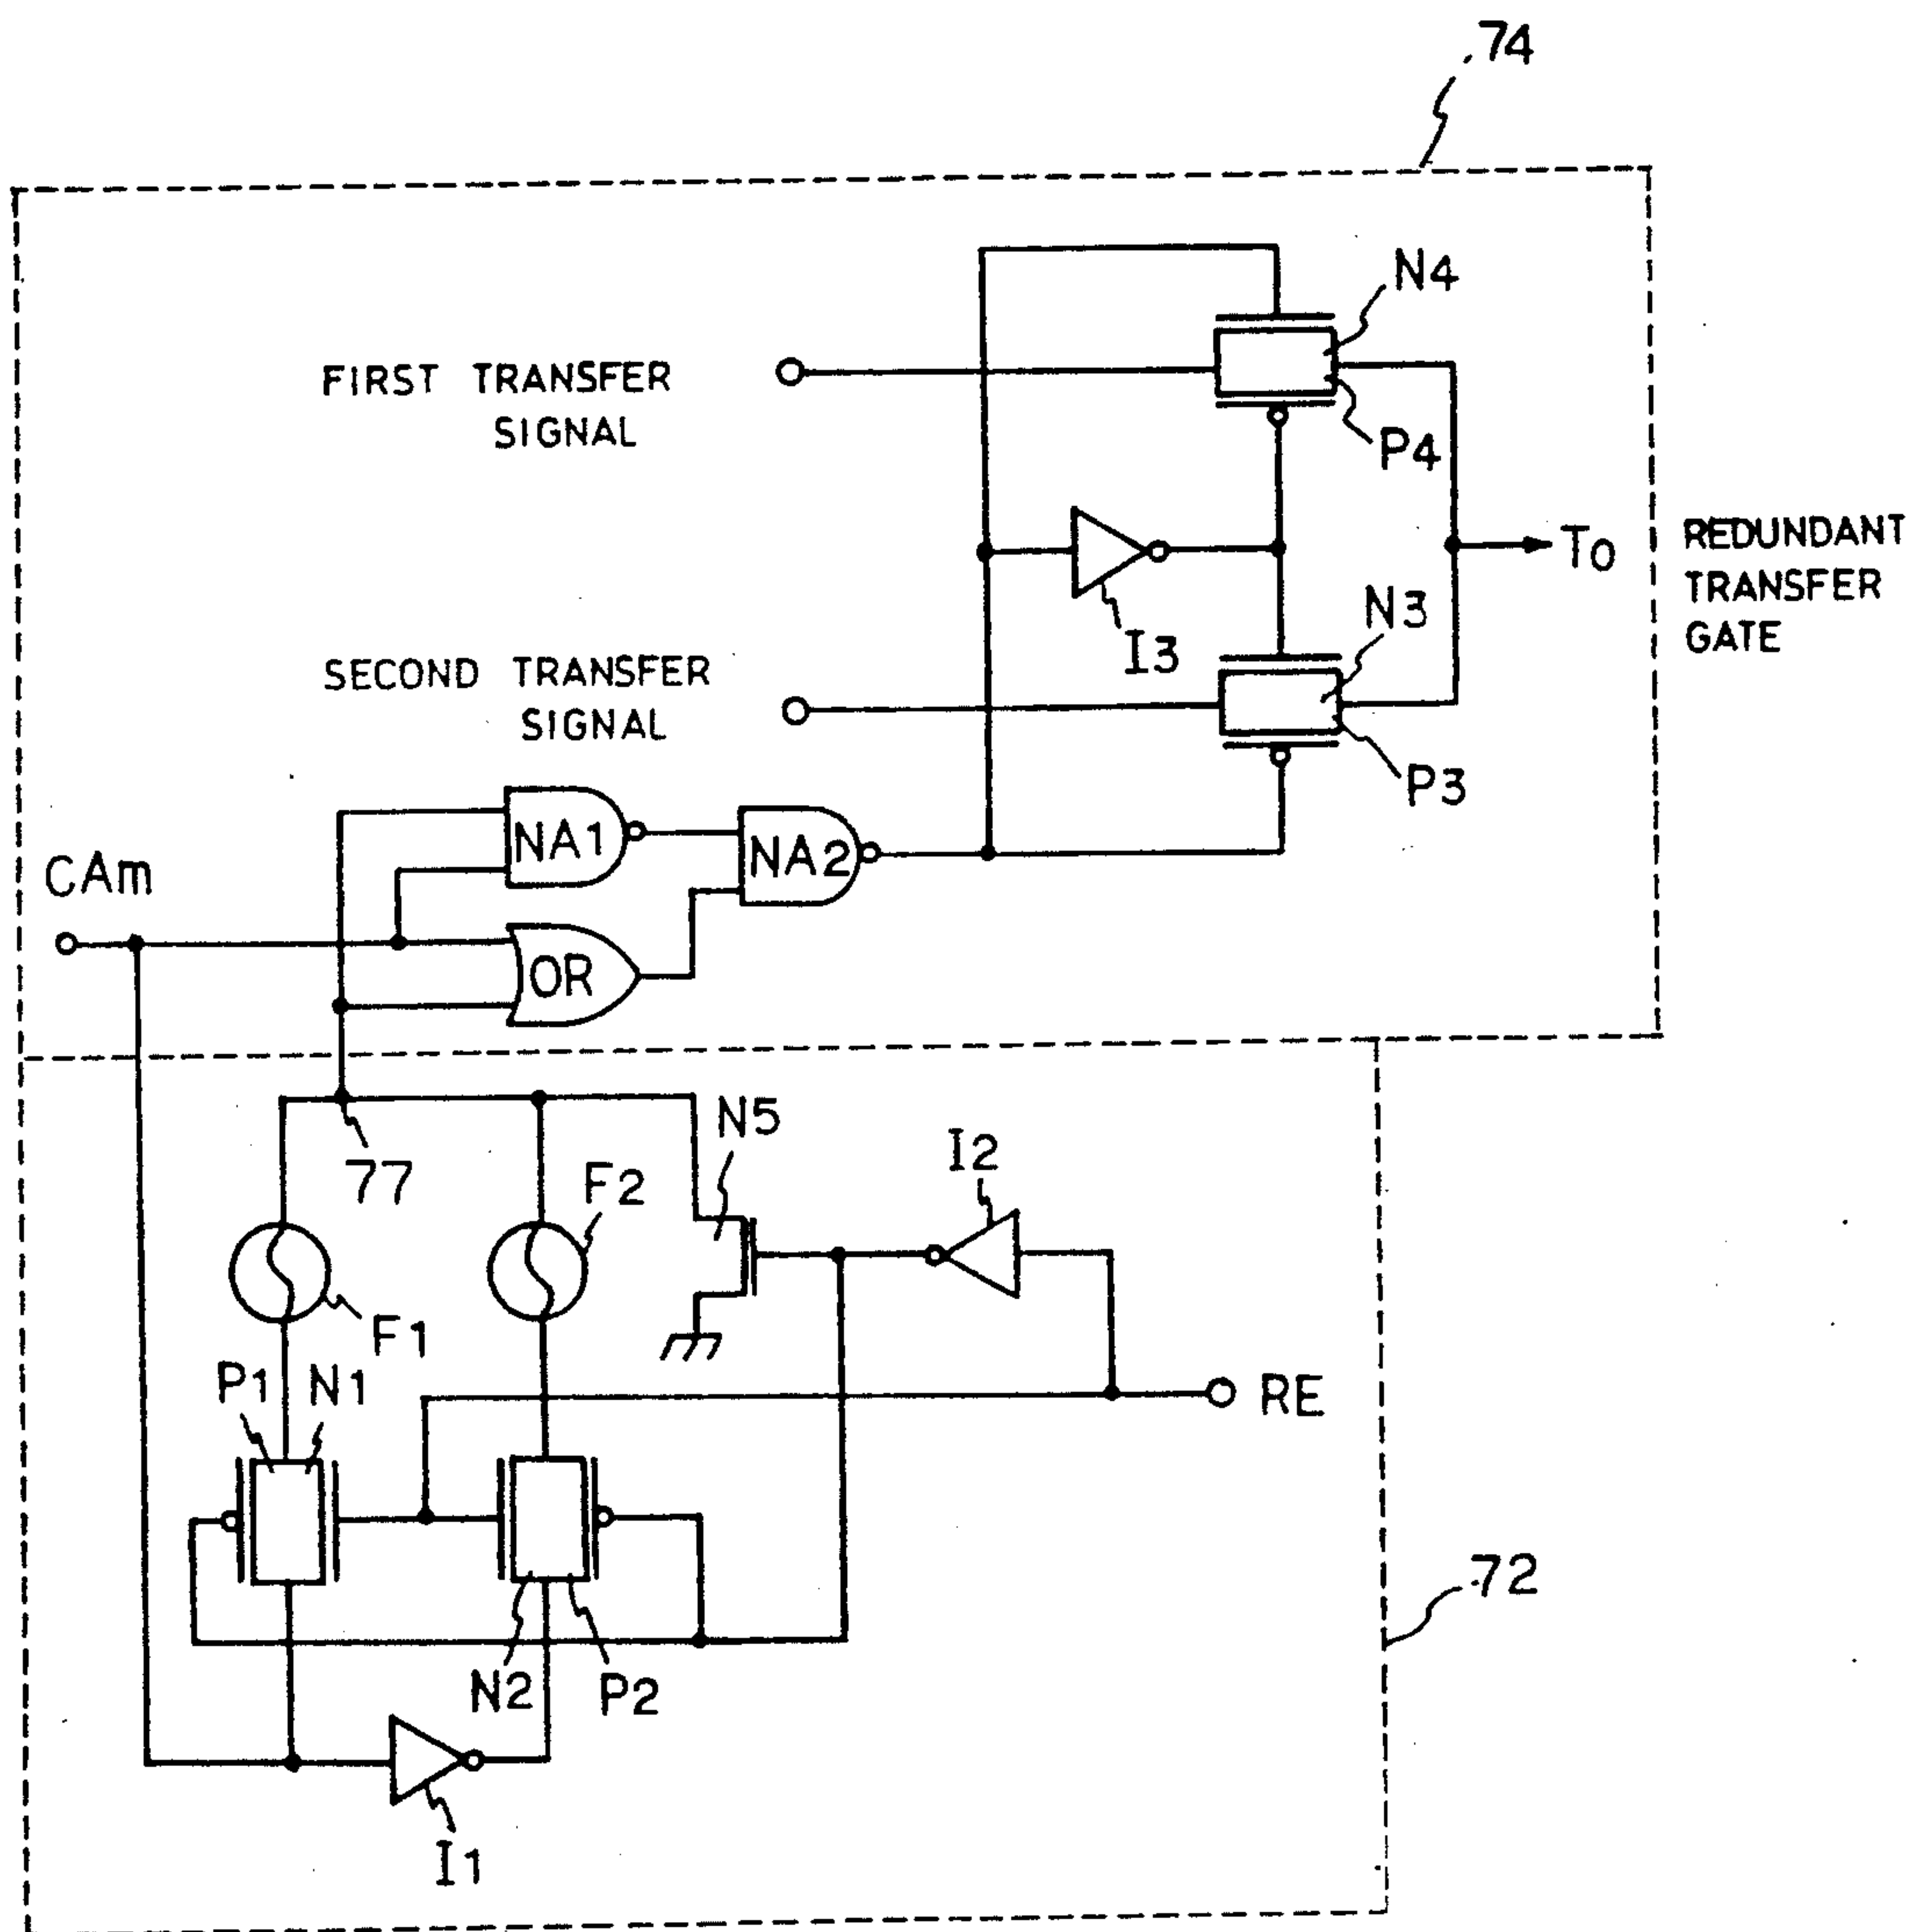 74
N4
FIRST TRANSFER
SIGNAL
P4
To
REDUNDANT
TRANSFER
GATE
N3
I3
SECOND TRANSFER
SIGNAL
P3
NA1
NA2
CAm
OR
N5
I2
77
F2
F1
P1
N1
RE
72
N2
P2
I1